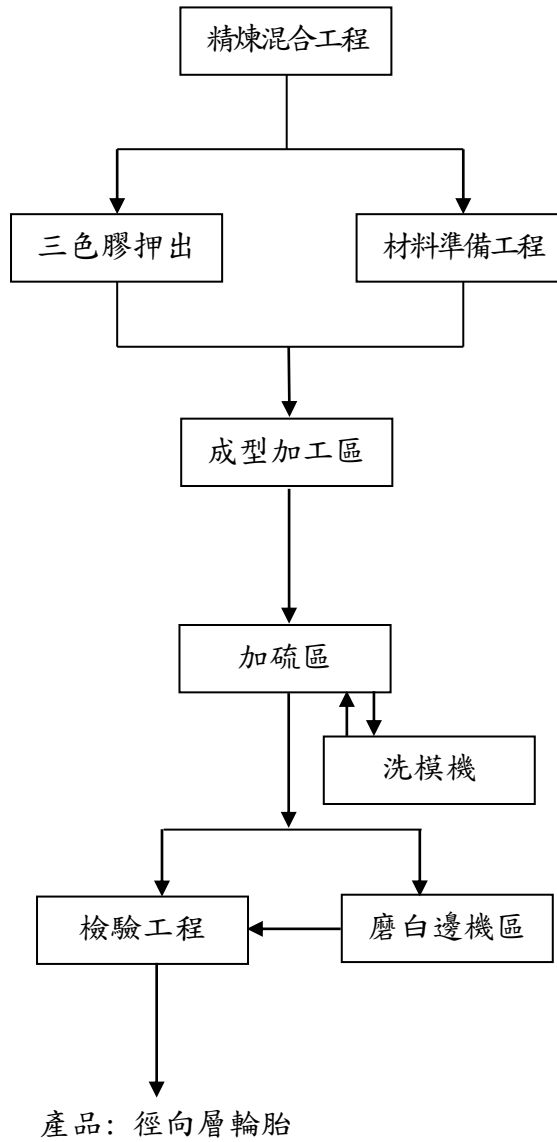 精煉混合工程
三色膠押出
材料準備工程
成型加工區
加硫區
洗模機
檢驗工程
磨白邊機區
產品: 徑向層輪胎